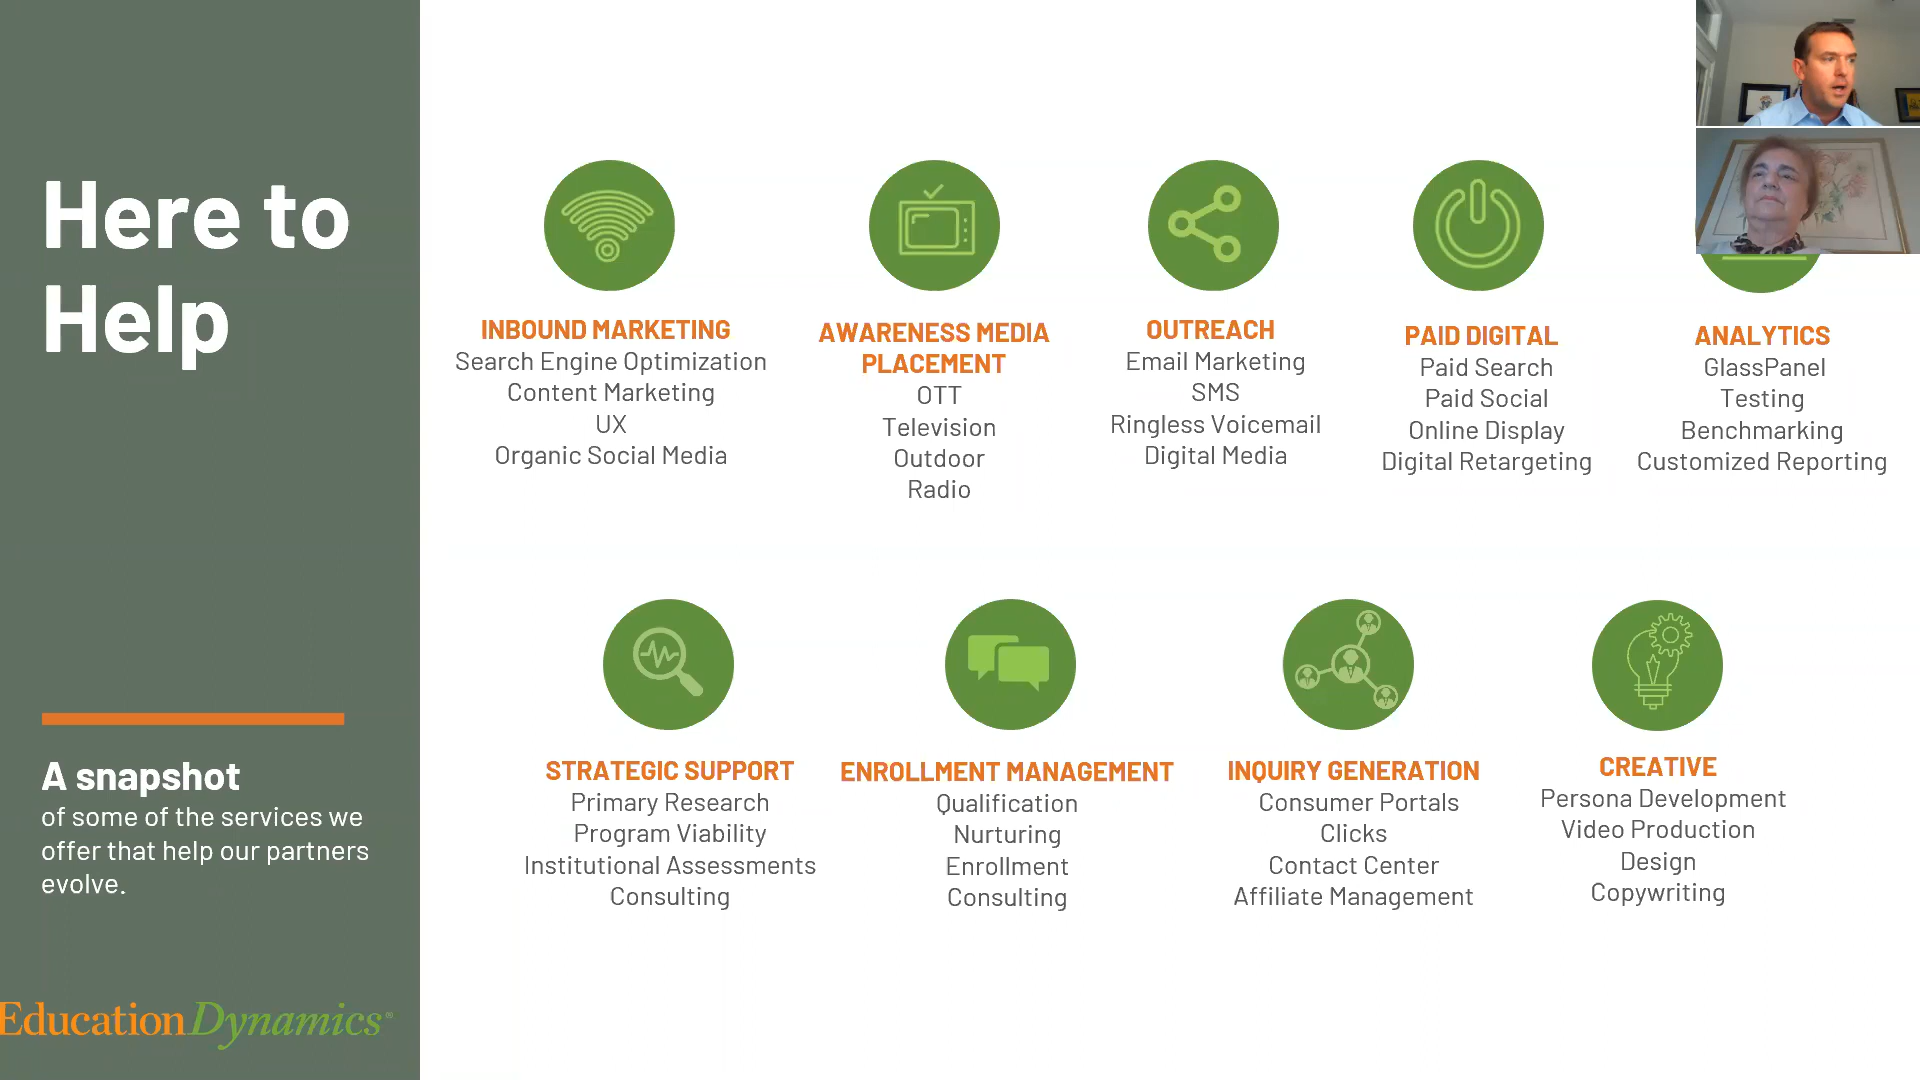 Here to
Help
A snapshot
of some of the services we
offer that help our partners
evolve.
EducationDynamics®
INBOUND MARKETING
Search Engine Optimization
Content Marketing
UX
Organic Social Media
AWARENESS MEDIA
PLACEMENT
OTT
Television
Outdoor
Radio
OUTREACH
Email Marketing
SMS
Ringless Voicemail
Digital Media
PAID DIGITAL
Paid Search
Paid Social
Online Display
Digital Retargeting
ANALYTICS
GlassPanel
Testing
Benchmarking
Customized Reporting
STRATEGIC SUPPORT
Primary Research
Program Viability
Institutional Assessments
Consulting
ENROLLMENT MANAGEMENT
Qualification
Nurturing
Enrollment
Consulting
INQUIRY GENERATION
Consumer Portals
Clicks
Contact Center
Affiliate Management
CREATIVE
Persona Development
Video Production
Design
Copywriting